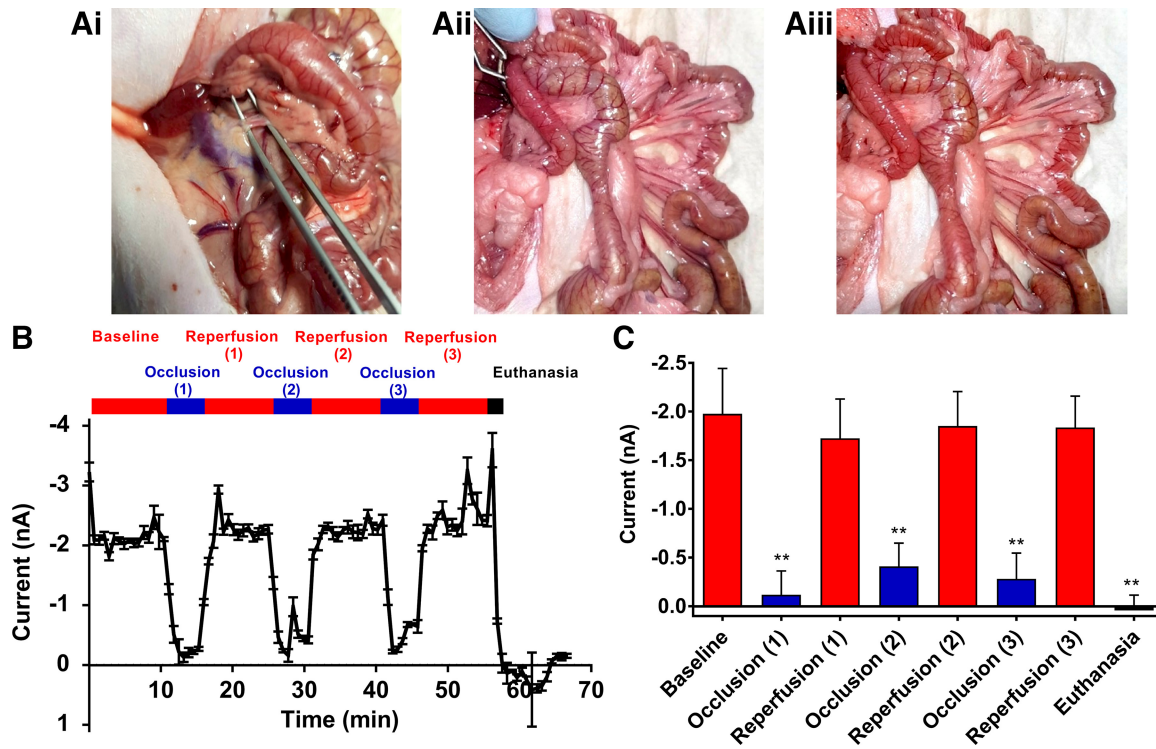 Ai
Aii
Aiii
B
Baseline
Reperfusion
(1)
Reperfusion
(2)
Reperfusion
(3)
Occlusion
(1)
Occlusion
(2)
Occlusion
(3)
Euthanasia
Current (nA)
-4
-3
-2
-1
0
1
10
20
30
40
50
60
70
Time (min)
C
Current (nA)
-2.5
-2.0
-1.5
-1.0
-0.5
0.0
**
**
**
**
Baseline
Occlusion (1)
Reperfusion (1)
Occlusion (2)
Reperfusion (2)
Occlusion (3)
Reperfusion (3)
Euthanasia